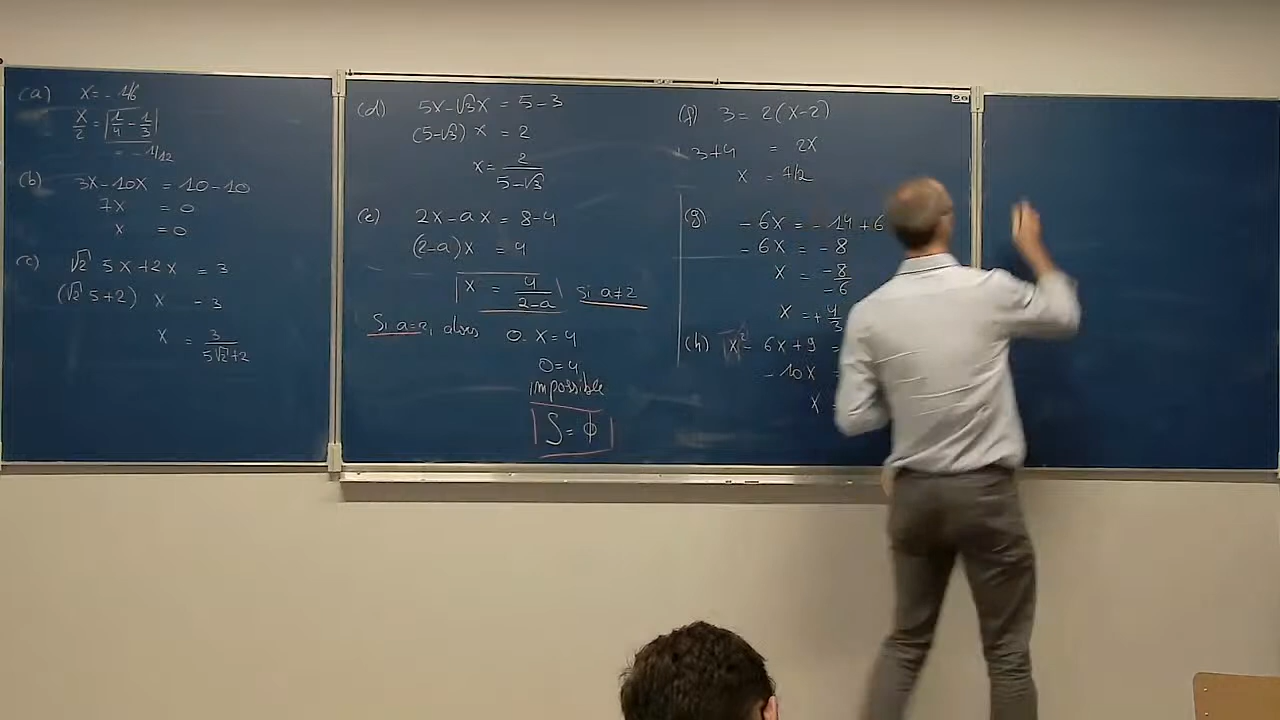 (a) x = - 1/6
x/2 = 1/4 - 1/3
= - 1/12
(b) 3x - 10x = 10 - 10
7x = 0
x = 0
(c) √2 5x + 2x = 3
(√2 5 + 2) x - 3
x = 3/(5√2 + 2)
(d) 5x - √3x = 5 - 3
(5 - √3) x = 2
x = 2/(5 - √3)
(e) 2x - ax = 8 - 4
(2 - a) x = 4
x = 4/(2 - a) Si a ≠ 2
Si a = 2, alors 0 . x = 4
0 = 4
impossible
S = ϕ
(f) 3 = 2(x - 2)
+ 3 + 4 = 2x
x = 7/2
(g) - 6x = - 14 + 6
- 6x = - 8
x = -8/-6
x = + 4/3
(h) x² - 6x + 9 =
- 10x =
x =